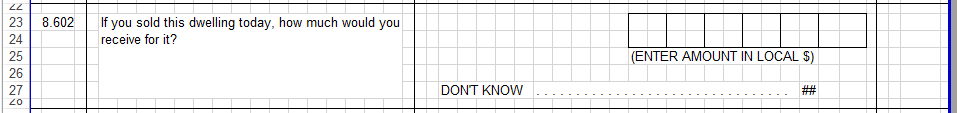 22
23 8.602 If you sold this dwelling today, how much would you
24 receive for it?
25 (ENTER AMOUNT IN LOCAL $)
26
27 DON'T KNOW ................................ ##
28